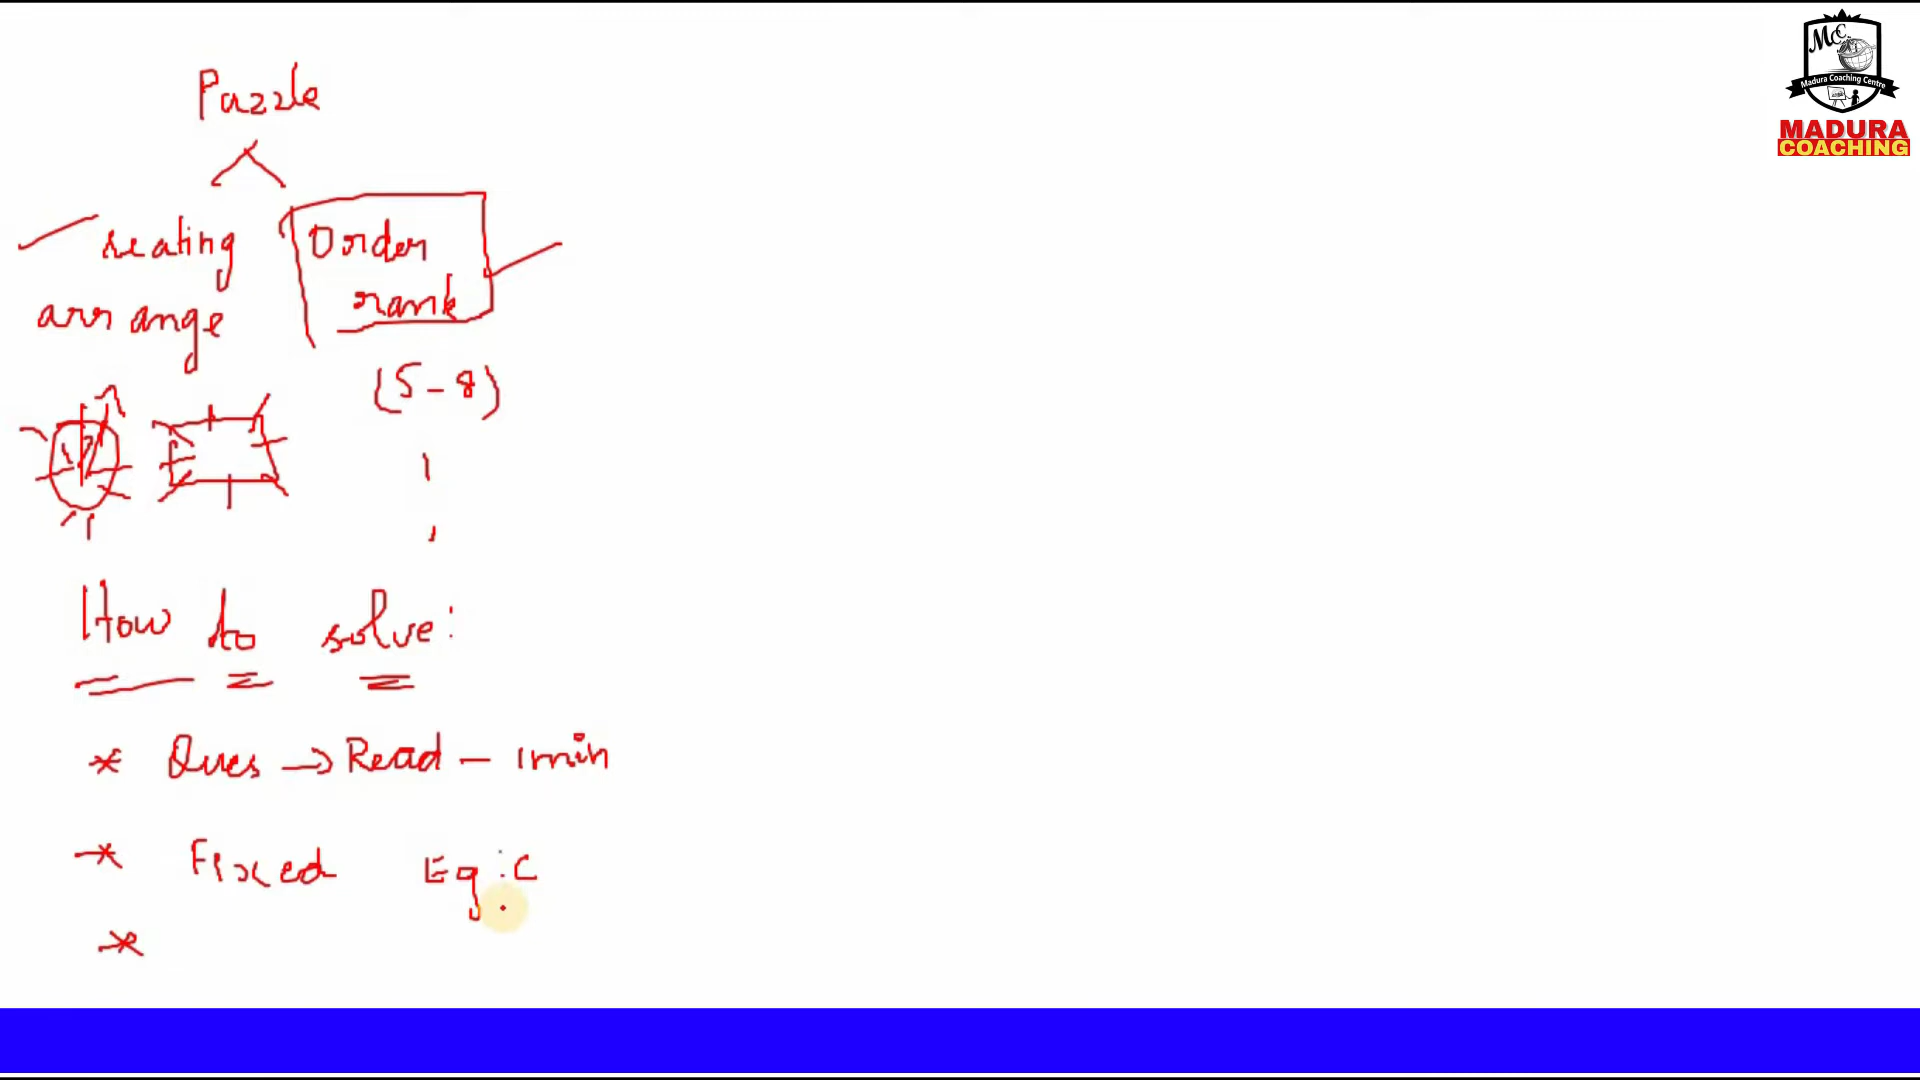 Puzzle
seating
arrange
Order
rank
(5-8)
How to solve:
* Ques → Read - 1min
* Fixed Eg : C
*
MCC
Madura Coaching Centre
MADURA
COACHING